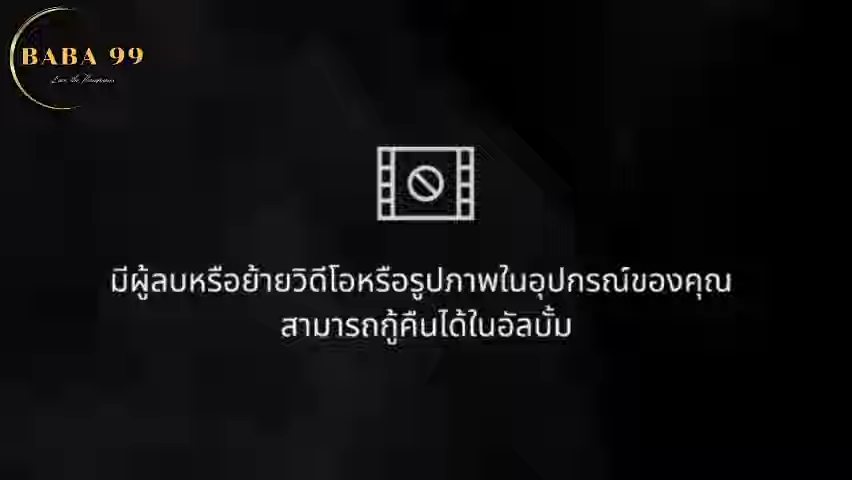 BABA 99
มีผู้ลบหรือย้ายวิดีโอหรือรูปภาพในอุปกรณ์ของคุณ
สามารถกู้คืนได้ในอัลบั้ม